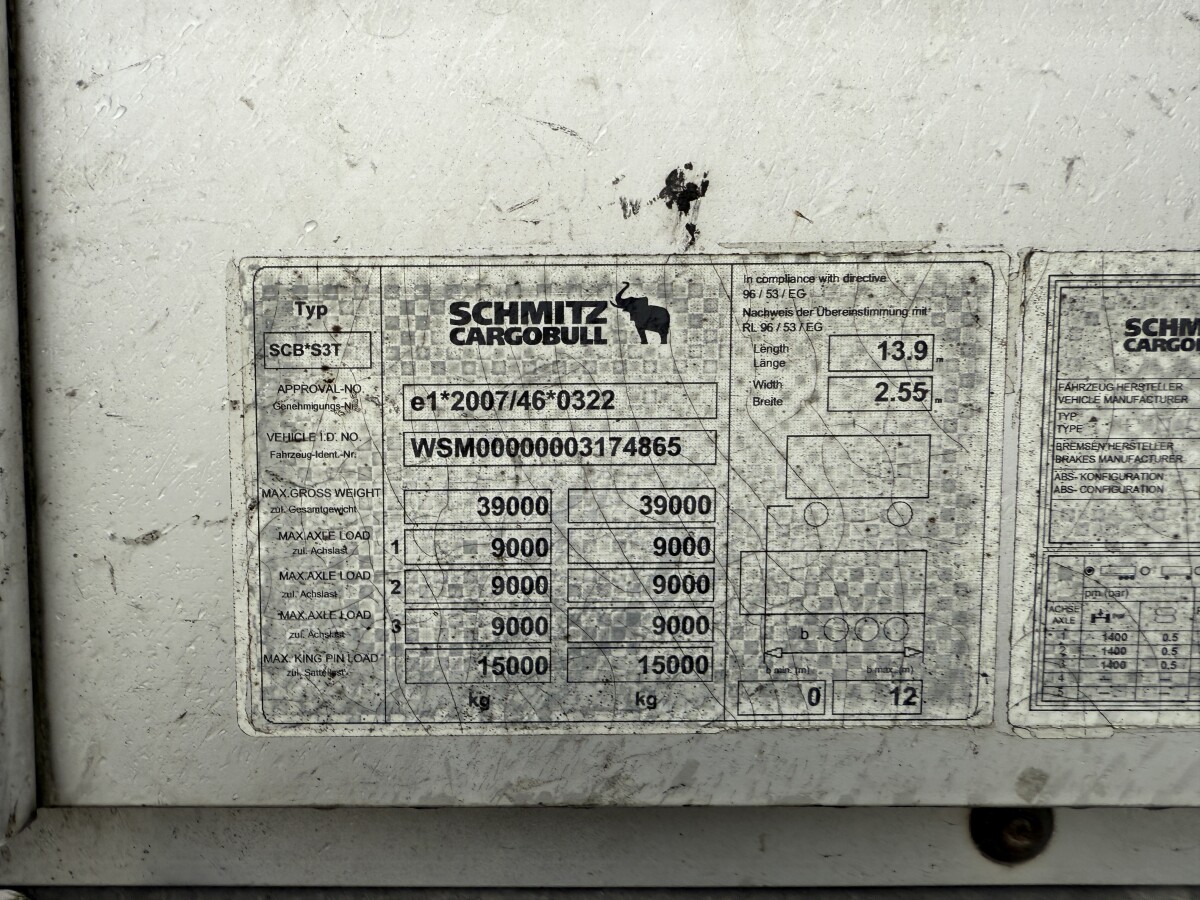 Typ
SCB*S3T
SCHMITZ
CARGOBULL
APPROVAL-NO.
Genehmigungs-Nr.
e1*2007/46*0322
VEHICLE I.D. NO.
Fahrzeug-Ident.-Nr.
WSM00000003174865
MAX.GROSS WEIGHT
zul. Gesamtgewicht
39000 39000
MAX.AXLE LOAD
zul. Achslast
1 9000 9000
MAX.AXLE LOAD
zul. Achslast
2 9000 9000
MAX.AXLE LOAD
zul. Achslast
3 9000 9000
MAX. KING PIN LOAD
zul. Sattellast
15000 15000
kg kg
In compliance with directive
96 / 53 / EG
Nachweis der Übereinstimmung mit
RL 96 / 53 / EG
Length
Länge
13.9 m
Width
Breite
2.55 m
b
b min. (m) b max. (m)
0 12
SCHM
CARGO
FAHRZEUG-HERSTELLER
VEHICLE MANUFACTURER
TYP
TYPE
BREMSEN HERSTELLER
BRAKES MANUFACTURER
ABS- KONFIGURATION
ABS- CONFIGURATION
pm (bar)
ACHSE
AXLE
1 1400 0.5
2 1400 0.5
3 1400 0.5
4
5